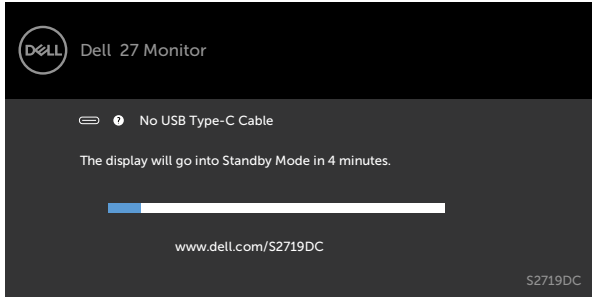 DELL
Dell 27 Monitor
? No USB Type-C Cable
The display will go into Standby Mode in 4 minutes.
www.dell.com/S2719DC
S2719DC